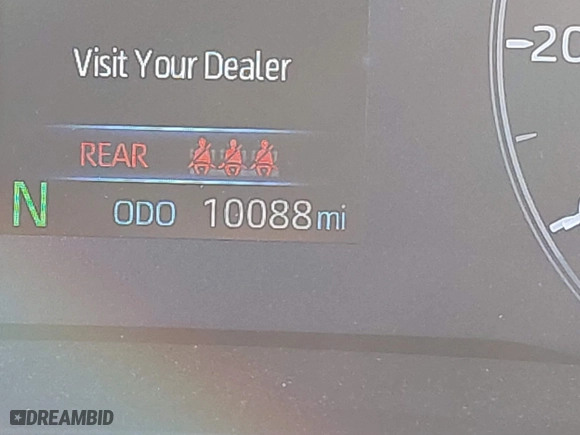 Visit Your Dealer
20
REAR
N ODO 10088 mi
DREAMBID